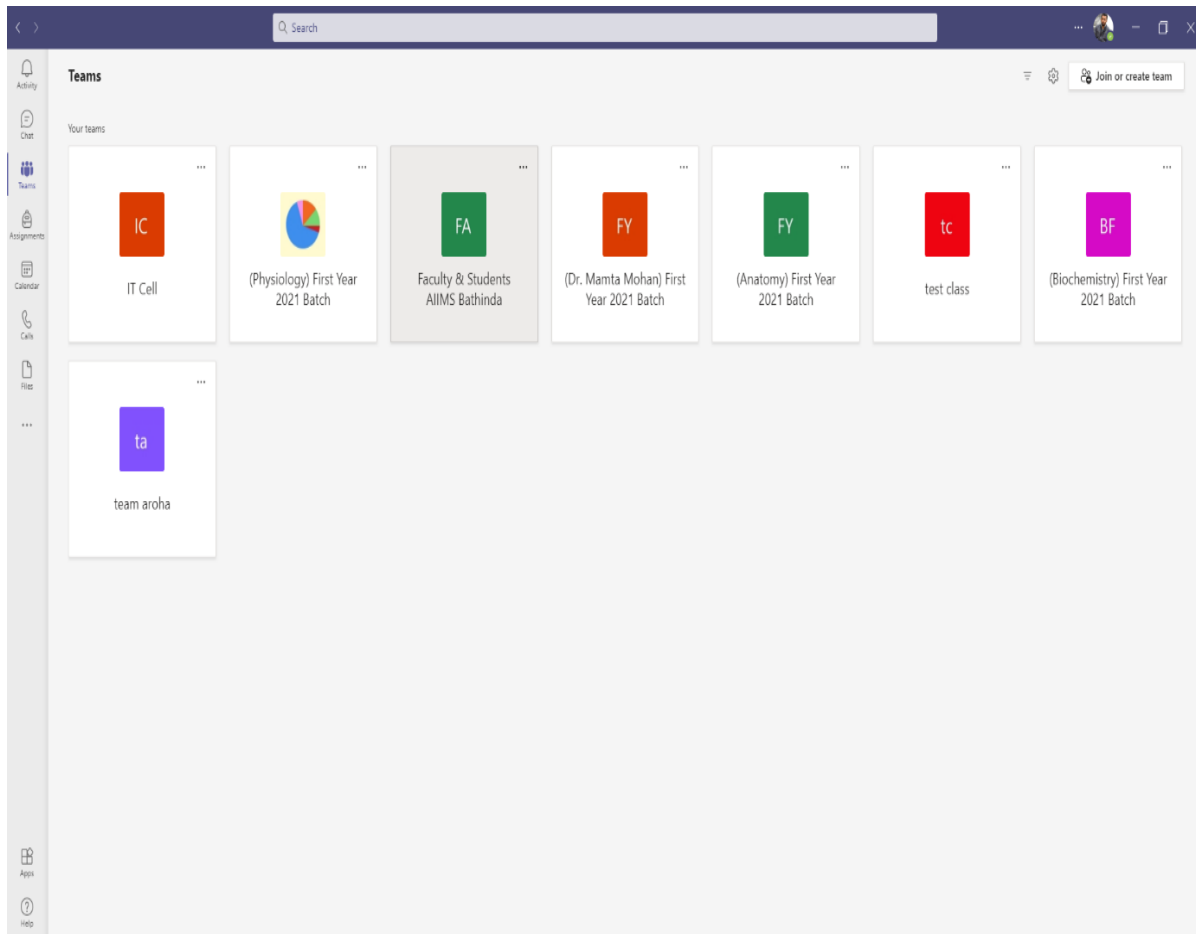 Search
Activity
Chat
Teams
Assignments
Calendar
Calls
Files
Apps
Help
Teams
Join or create team
Your teams
IC
IT Cell
(Physiology) First Year
2021 Batch
FA
Faculty & Students
AIIMS Bathinda
FY
(Dr. Mamta Mohan) First
Year 2021 Batch
FY
(Anatomy) First Year
2021 Batch
tc
test class
BF
(Biochemistry) First Year
2021 Batch
ta
team aroha